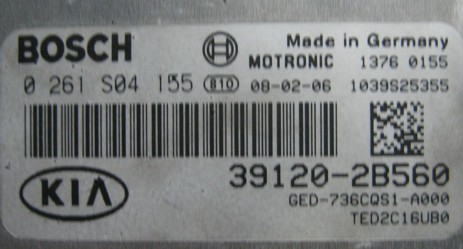 BOSCH Made in Germany
MOTRONIC 1376 0155
0 261 S04 155 810 08-02-06 1039S25355
KIA 39120-2B560
GED-736CQS1-A000
TED2C16UB0